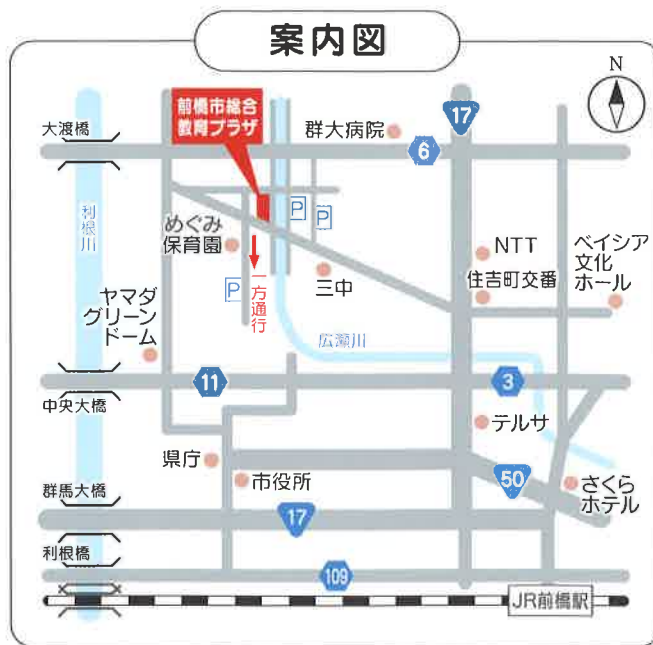 案内図
N
前橋市総合
教育プラザ
17
大渡橋
群大病院
6
利根川
めぐみ
保育園
P
P
P
一方通行
三中
NTT
住吉町交番
ベイシア
文化
ホール
ヤマダ
グリーン
ドーム
広瀬川
11
3
中央大橋
テルサ
県庁
市役所
50
さくら
ホテル
群馬大橋
17
利根橋
109
JR前橋駅